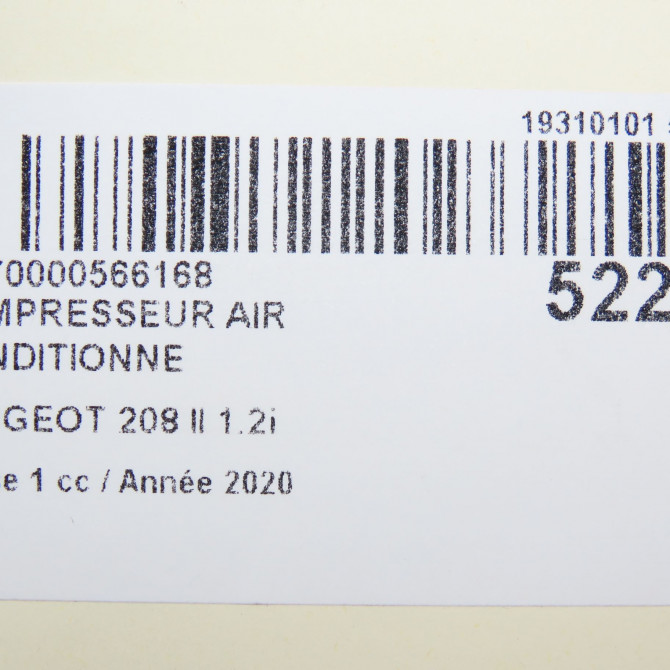 19310101
70000566168
522
MPRESSEUR AIR
NDITIONNE
GEOT 208 II 1.2i
e 1 cc / Année 2020